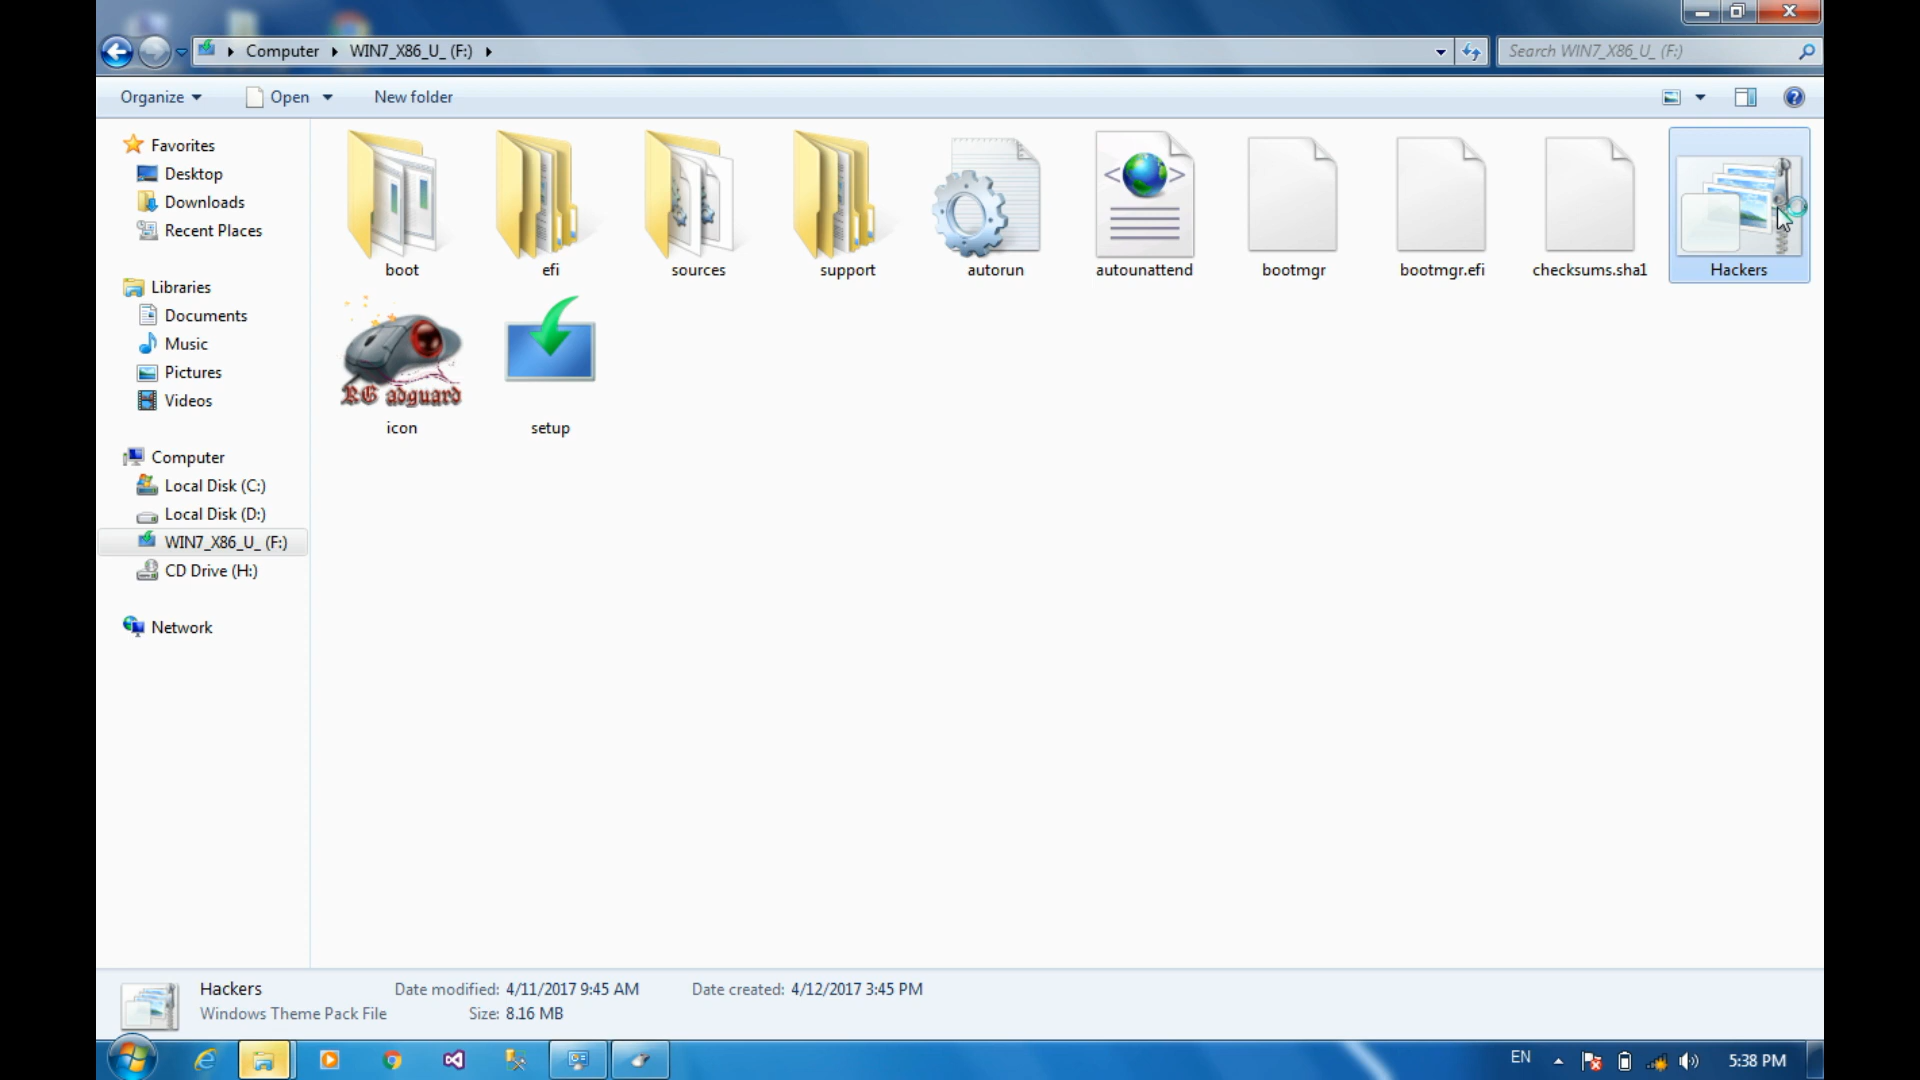 Computer WIN7_X86_U_ (F:)
Search WIN7_X86_U_ (F:)
Organize Open New folder
Favorites
Desktop
Downloads
Recent Places
Libraries
Documents
Music
Pictures
Videos
Computer
Local Disk (C:)
Local Disk (D:)
WIN7_X86_U_ (F:)
CD Drive (H:)
Network
boot efi sources support autorun autounattend bootmgr bootmgr.efi checksums.sha1 Hackers
RG adguard
icon setup
Hackers Date modified: 4/11/2017 9:45 AM Date created: 4/12/2017 3:45 PM
Windows Theme Pack File Size: 8.16 MB
EN 5:38 PM